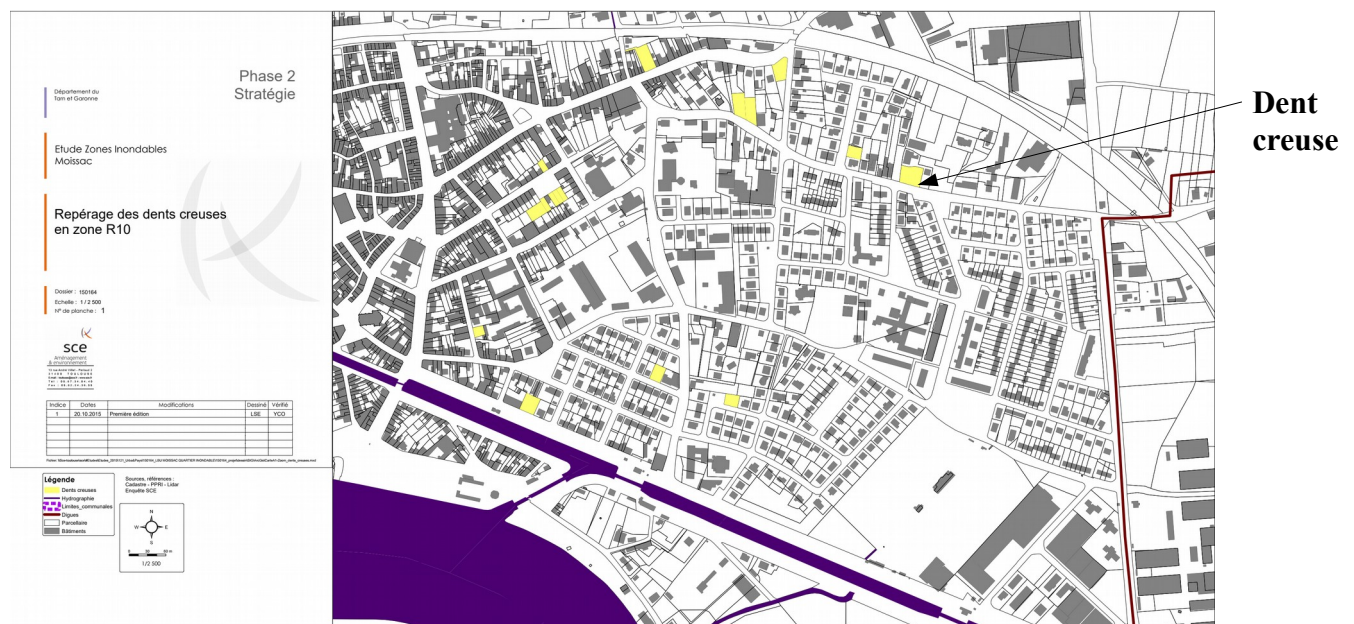 Phase 2
Stratégie
Département du
Tarn et Garonne
Etude Zones Inondables
Moissac
Repérage des dents creuses
en zone R10
Dossier : 150164
Echelle : 1 / 2 500
N° de planche : 1
sce
Aménagement
& environnement
Indice Dates Modifications Dessiné Vérifié
1 20.10.2015 Première édition LSE YCO
Légende
Dents creuses
Hydrographie
Limites_communales
Digues
Parcellaire
Bâtiments
Sources, références :
Cadastre - PPRI - Lidar
Enquête SCE
N
W E
S
1/2 500
Dent
creuse